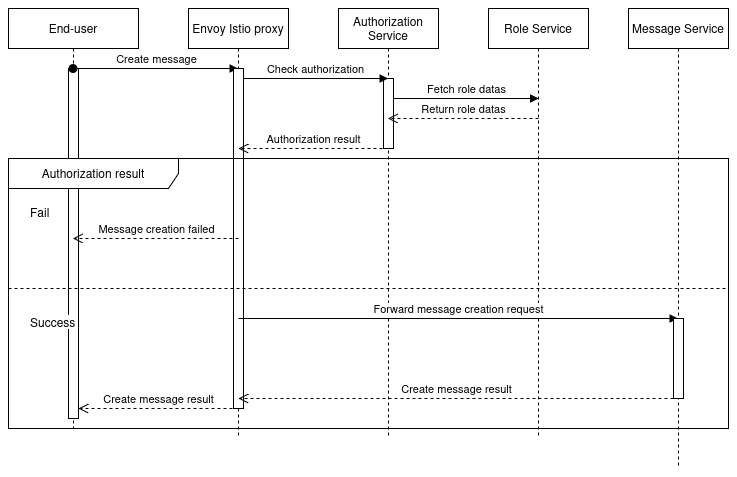 End-user
Envoy Istio proxy
Authorization
Service
Role Service
Message Service
Create message
Check authorization
Fetch role datas
Return role datas
Authorization result
Authorization result
Fail
Message creation failed
Success
Forward message creation request
Create message result
Create message result